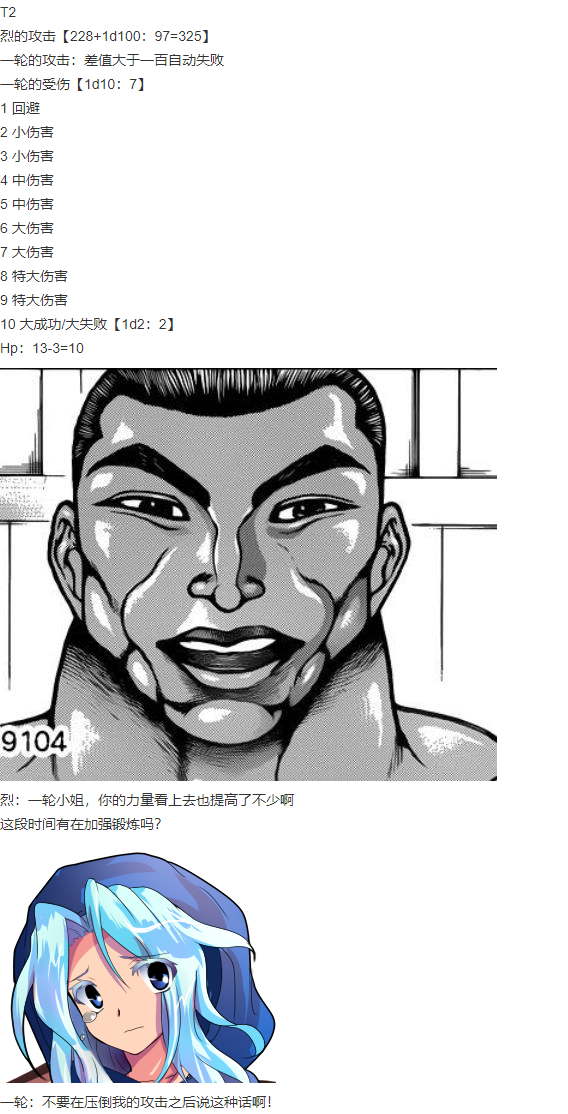 T2
烈的攻击【228+1d100：97=325】
一轮的攻击：差值大于一百自动失败
一轮的受伤【1d10：7】
1 回避
2 小伤害
3 小伤害
4 中伤害
5 中伤害
6 大伤害
7 大伤害
8 特大伤害
9 特大伤害
10 大成功/大失败【1d2：2】
Hp：13-3=10
9104
烈：一轮小姐，你的力量看上去也提高了不少啊
这段时间有在加强锻炼吗？
一轮：不要在压倒我的攻击之后说这种话啊！